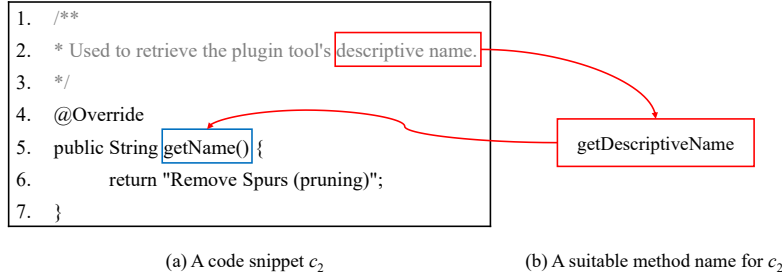 1. /**
2. * Used to retrieve the plugin tool's descriptive name.
3. */
4. @Override
5. public String getName() {
6. return "Remove Spurs (pruning)";
7. }
getDescriptiveName
(a) A code snippet c2
(b) A suitable method name for c2